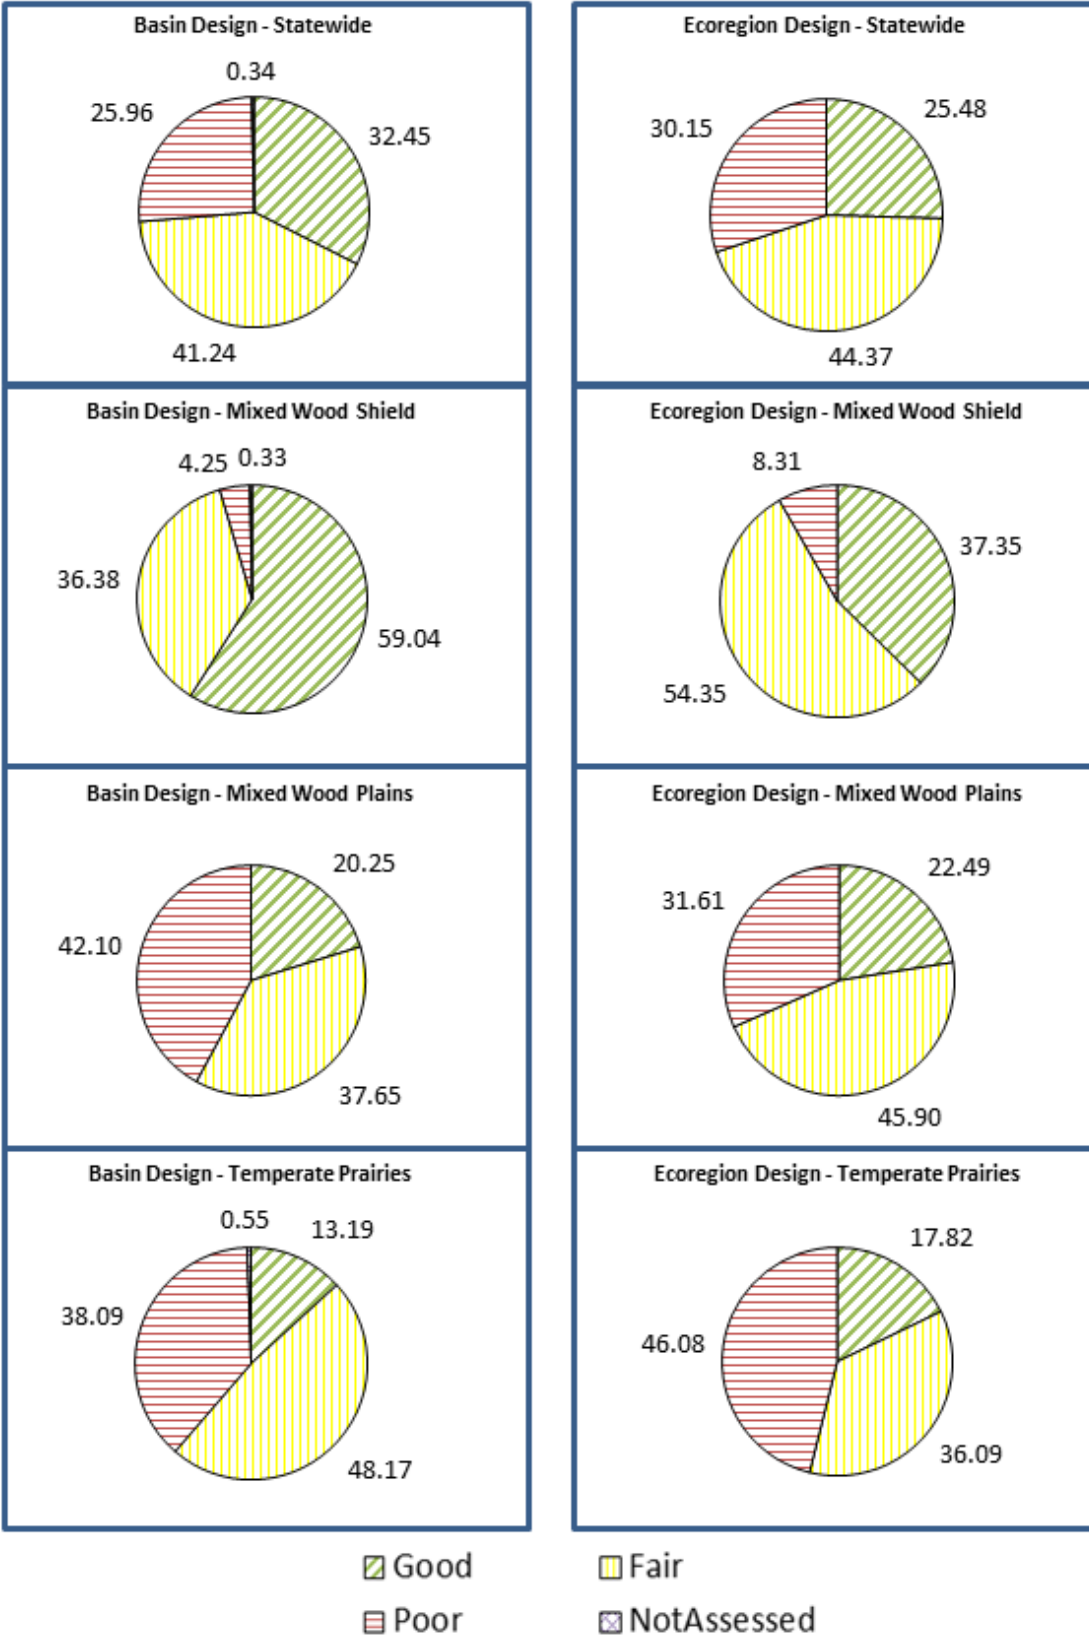 Basin Design - Statewide
0.34
25.96
32.45
41.24
Ecoregion Design - Statewide
25.48
30.15
44.37
Basin Design - Mixed Wood Shield
4.25 0.33
36.38
59.04
Ecoregion Design - Mixed Wood Shield
8.31
37.35
54.35
Basin Design - Mixed Wood Plains
20.25
42.10
37.65
Ecoregion Design - Mixed Wood Plains
22.49
31.61
45.90
Basin Design - Temperate Prairies
0.55
13.19
38.09
48.17
Ecoregion Design - Temperate Prairies
17.82
46.08
36.09
Good
Fair
Poor
NotAssessed